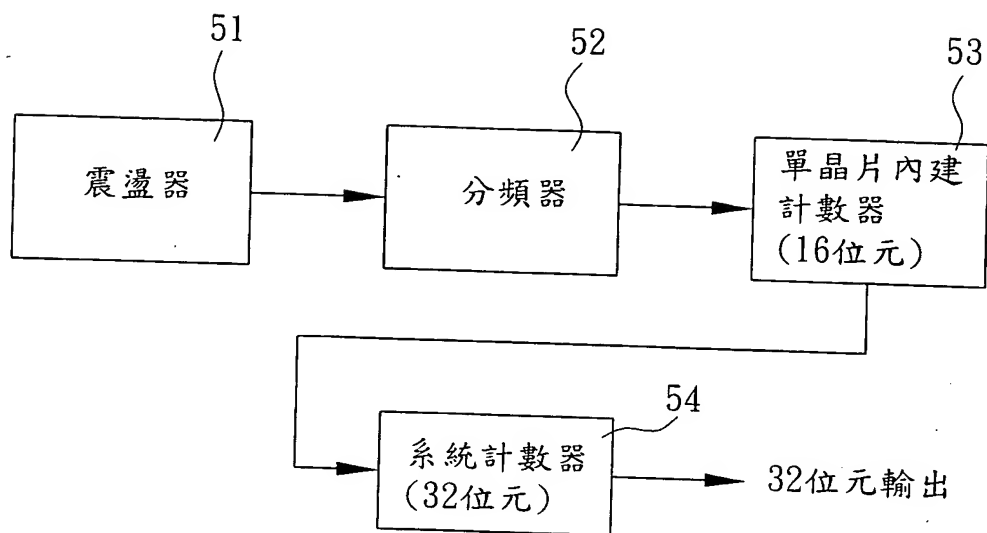 51
52
53
震盪器
分頻器
單晶片內建
計數器
(16位元)
54
系統計數器
(32位元)
32位元輸出